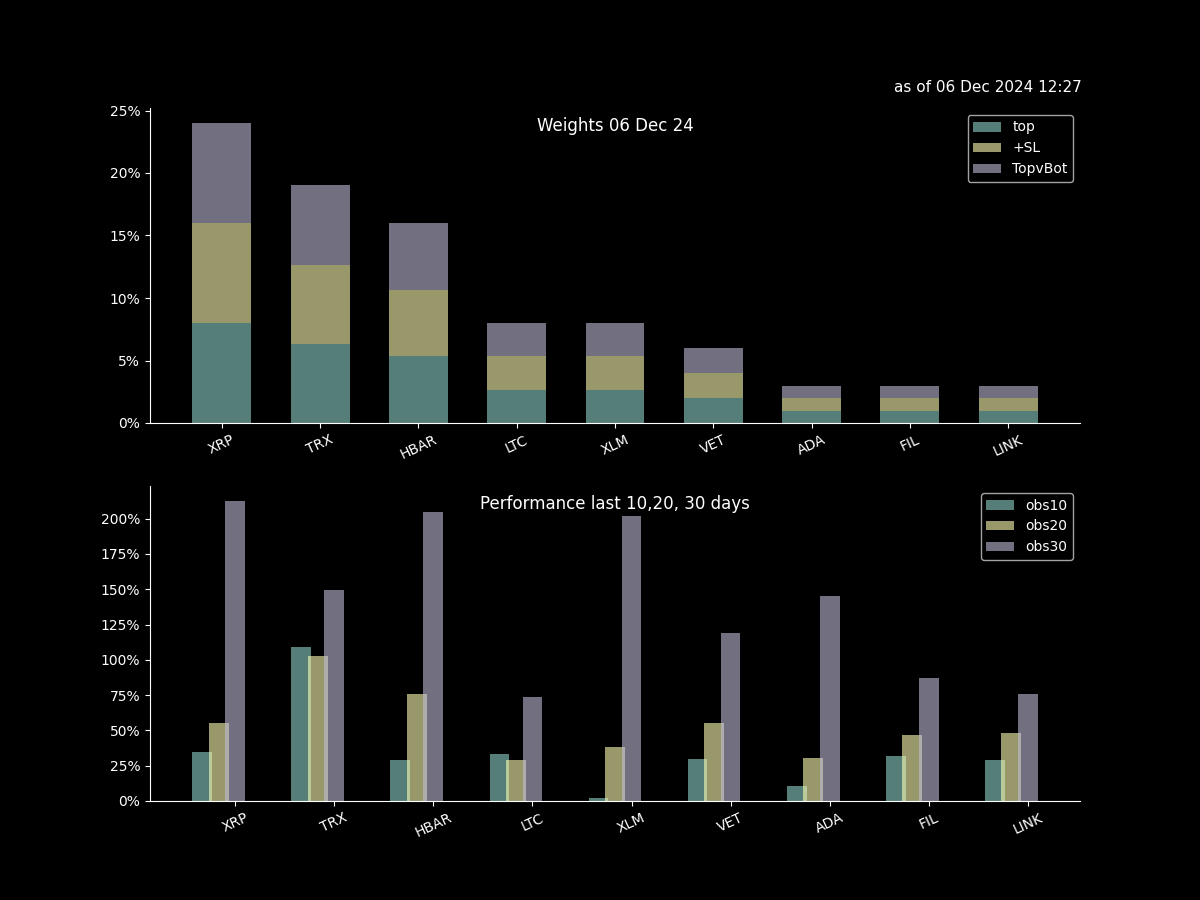 as of 06 Dec 2024 12:27
Weights 06 Dec 24
top
+SL
TopvBot
25%
20%
15%
10%
5%
0%
XRP TRX HBAR LTC XLM VET ADA FIL LINK
Performance last 10,20, 30 days
obs10
obs20
obs30
200%
175%
150%
125%
100%
75%
50%
25%
0%
XRP TRX HBAR LTC XLM VET ADA FIL LINK